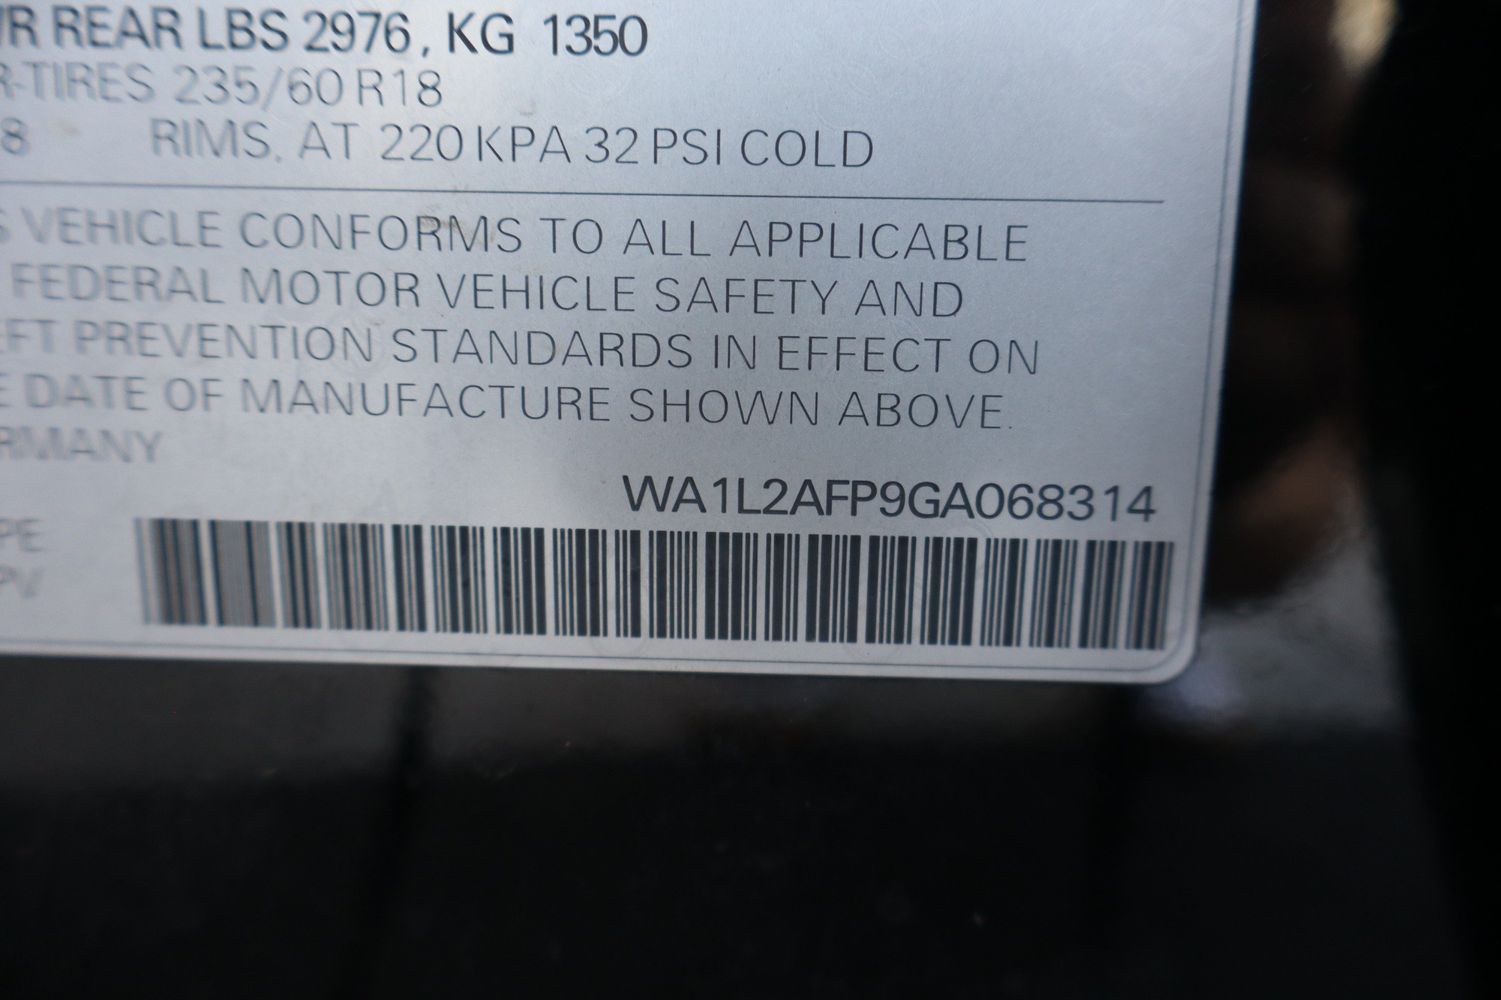 R REAR LBS 2976, KG 1350
R-TIRES 235/60 R18
8 RIMS, AT 220 KPA 32 PSI COLD
S VEHICLE CONFORMS TO ALL APPLICABLE
FEDERAL MOTOR VEHICLE SAFETY AND
EFT PREVENTION STANDARDS IN EFFECT ON
E DATE OF MANUFACTURE SHOWN ABOVE.
RMANY
WA1L2AFP9GA068314
PE
PV